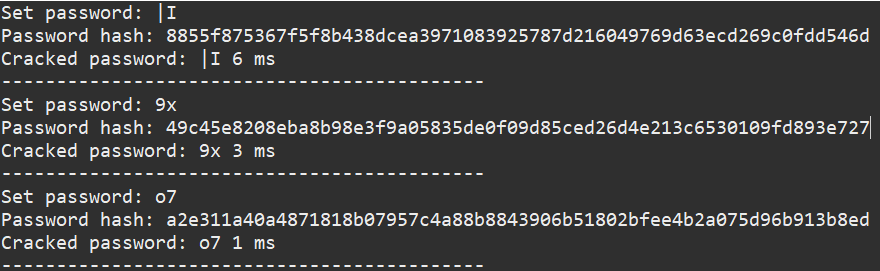 Set password: |I
Password hash: 8855f875367f5f8b438dcea3971083925787d216049769d63ecd269c0fdd546d
Cracked password: |I 6 ms
--------------------------------------------
Set password: 9x
Password hash: 49c45e8208eba8b98e3f9a05835de0f09d85ced26d4e213c6530109fd893e727
Cracked password: 9x 3 ms
--------------------------------------------
Set password: o7
Password hash: a2e311a40a4871818b07957c4a88b8843906b51802bfee4b2a075d96b913b8ed
Cracked password: o7 1 ms
--------------------------------------------